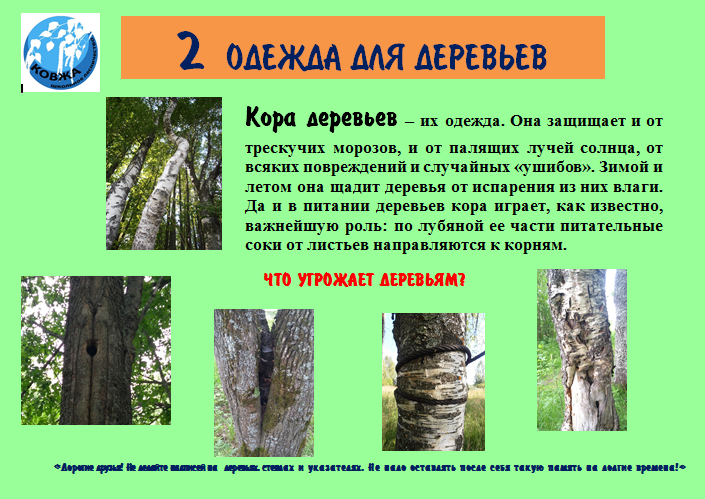 КОВЖА
2 ОДЕЖДА ДЛЯ ДЕРЕВЬЕВ
Кора деревьев – их одежда. Она защищает и от
трескучих морозов, и от палящих лучей солнца, от
всяких повреждений и случайных «ушибов». Зимой и
летом она щадит деревья от испарения из них влаги.
Да и в питании деревьев кора играет, как известно,
важнейшую роль: по лубяной ее части питательные
соки от листьев направляются к корням.
ЧТО УГРОЖАЕТ ДЕРЕВЬЯМ?
Дорогие друзья! Не делайте надписей на деревьях, стендах и указателях. Не надо оставлять после себя такую память на долгие времена!